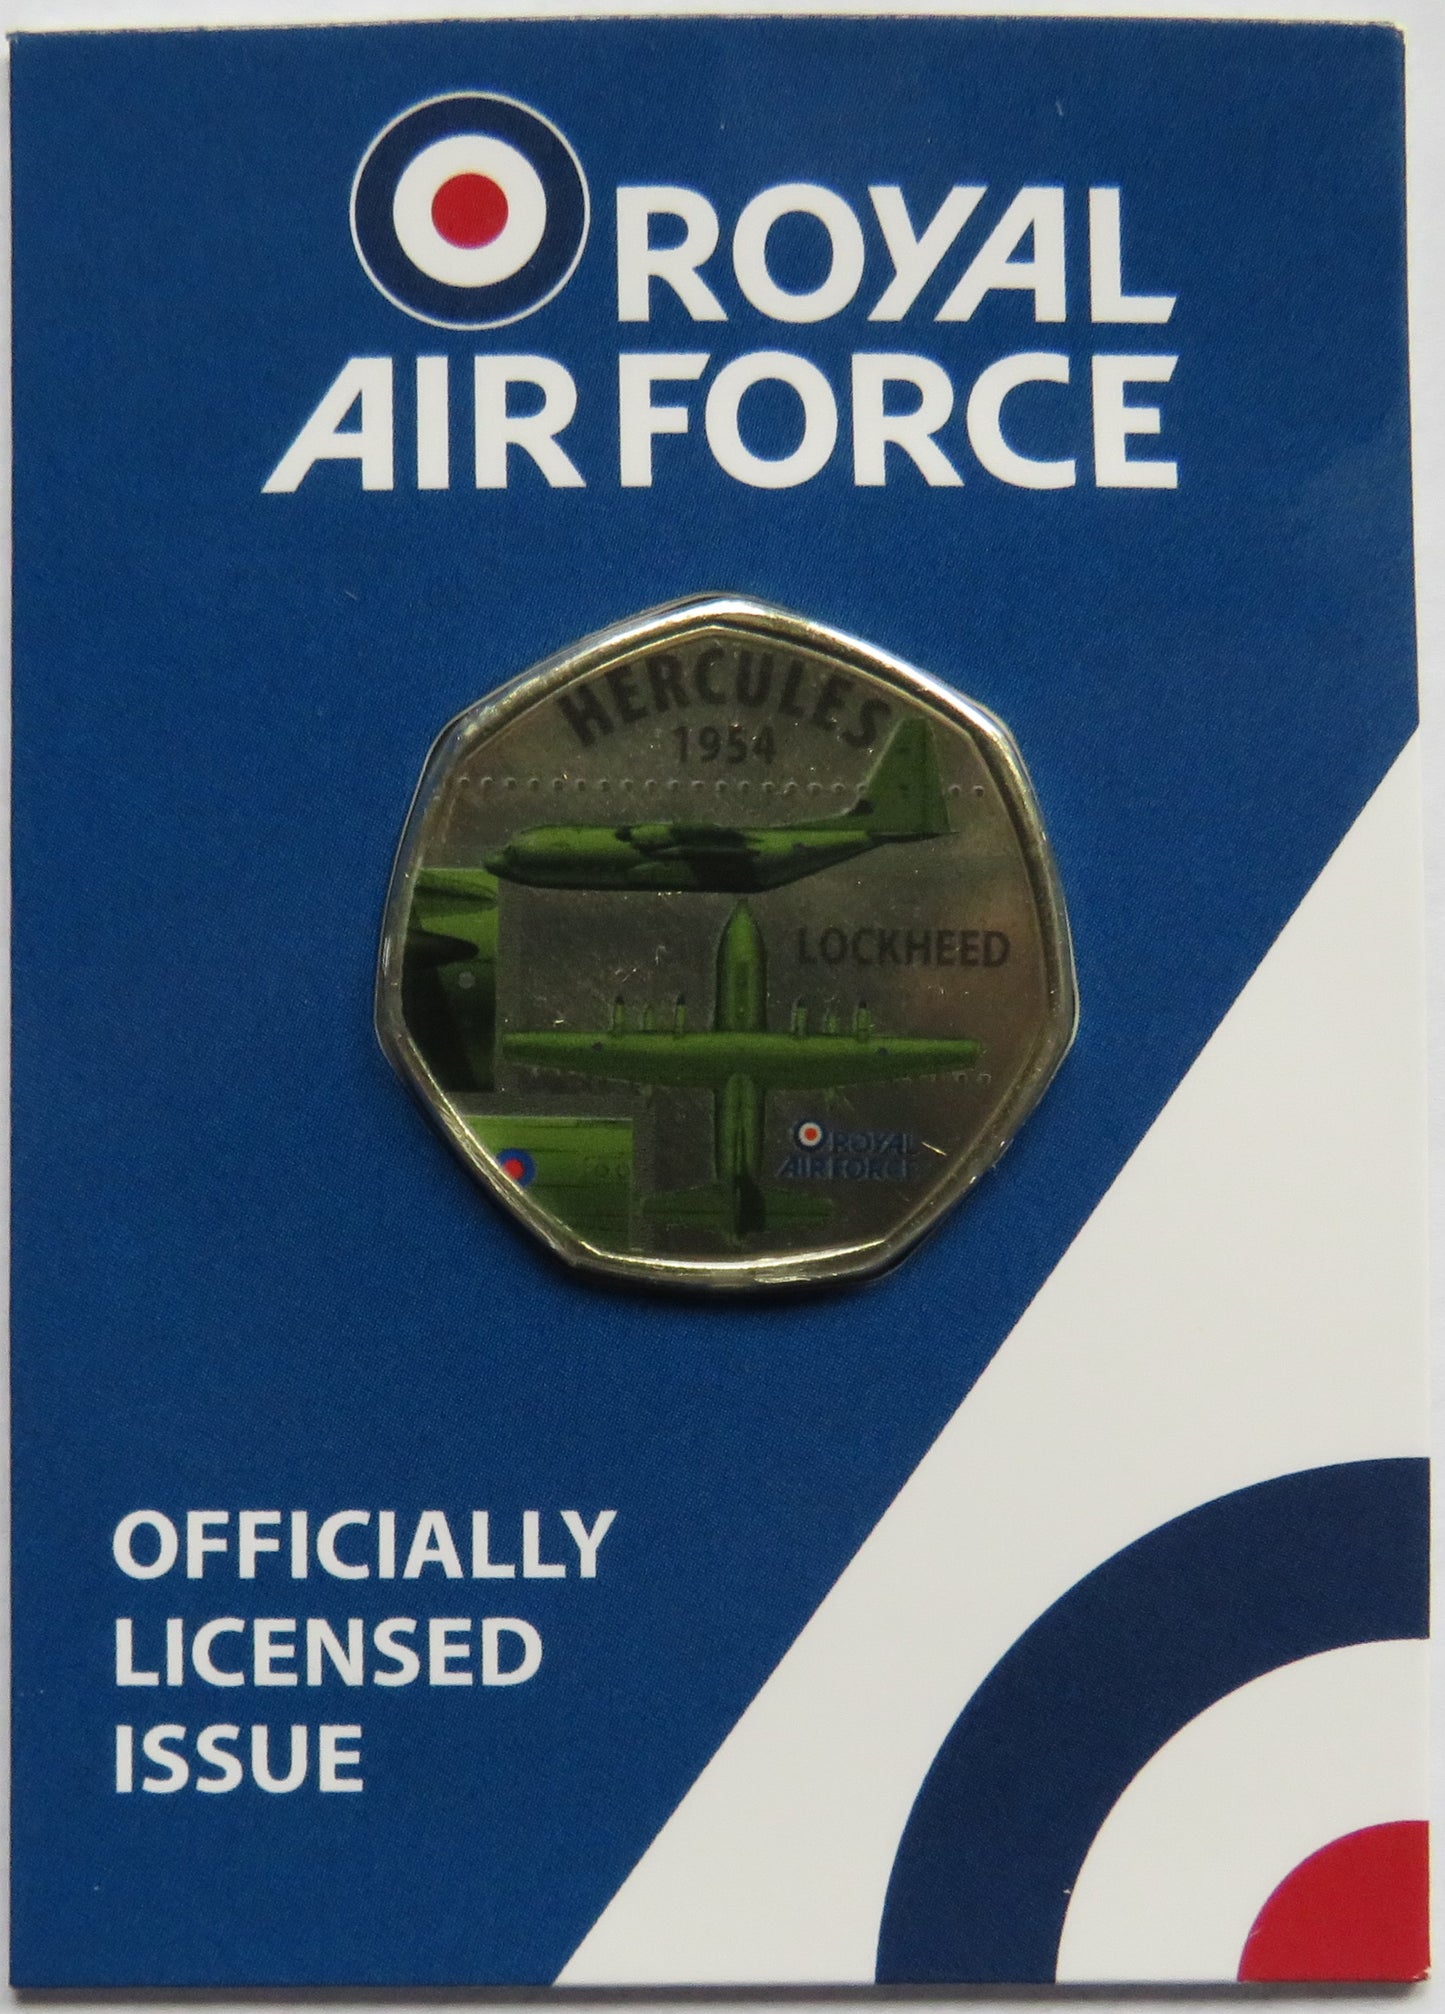 ROYAL
AIR FORCE
HERCULES
1954
LOCKHEED
ROYAL
AIR FORCE
OFFICIALLY
LICENSED
ISSUE